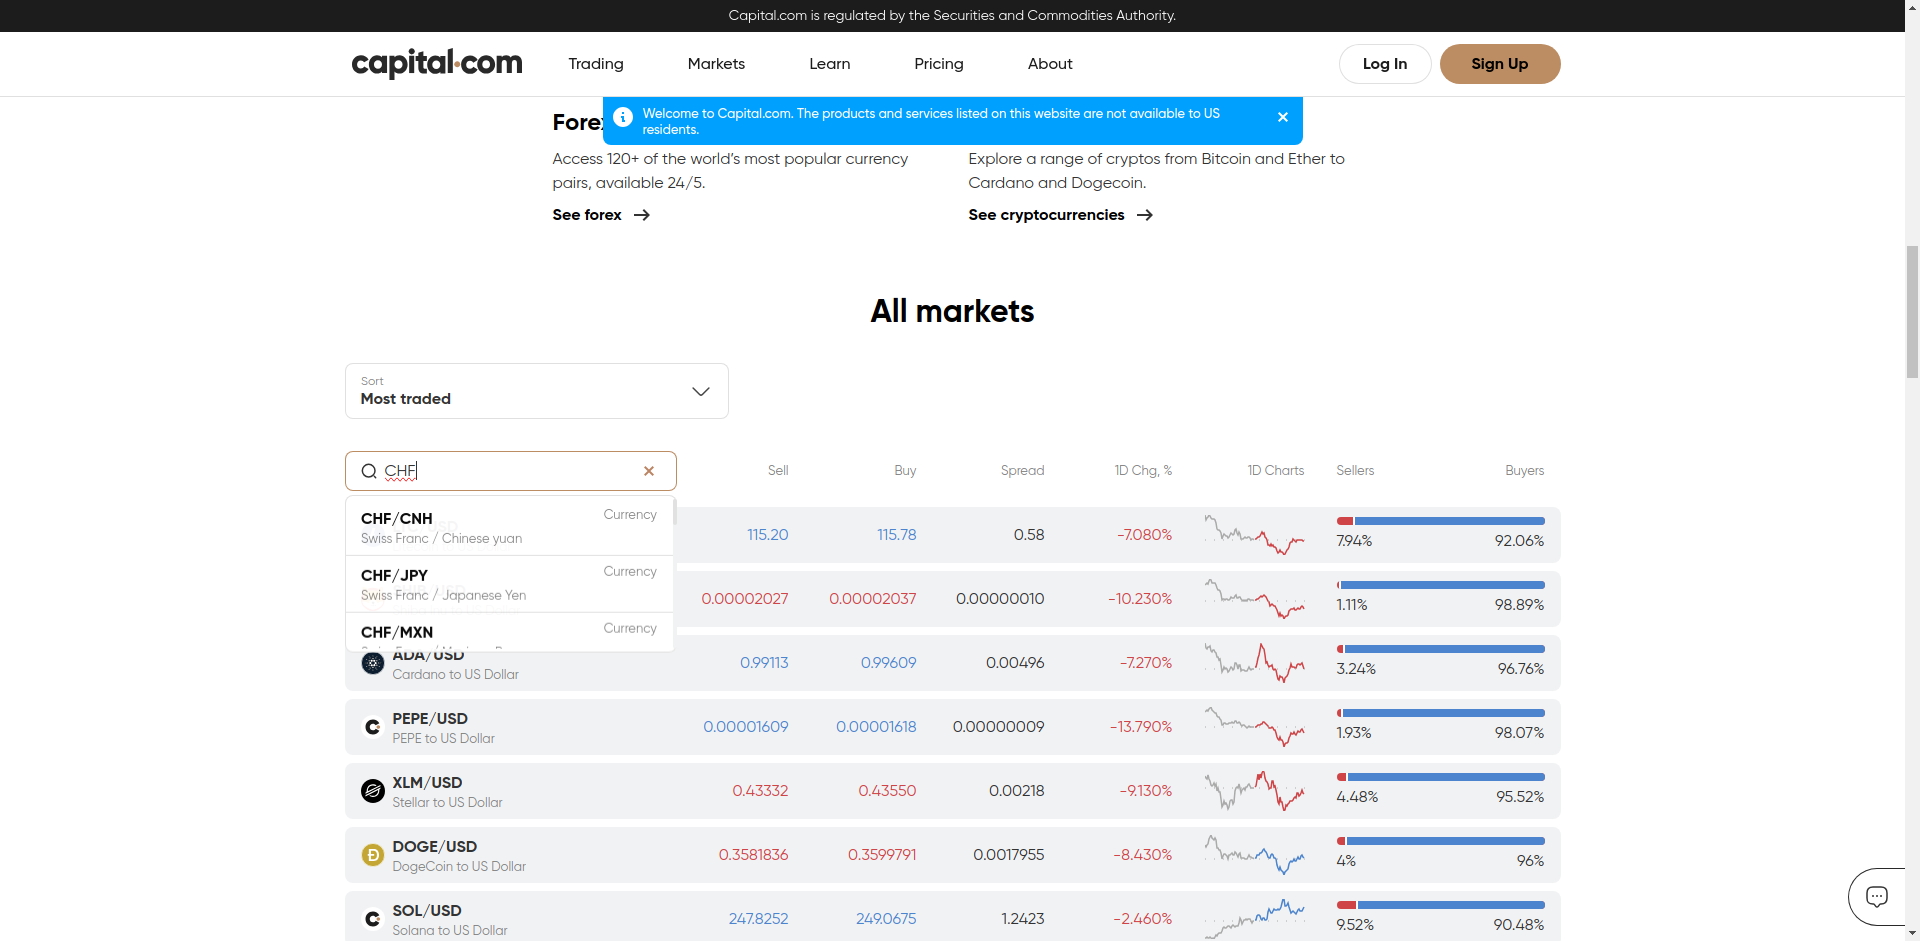 Capital.com is regulated by the Securities and Commodities Authority.
capital.com
Trading
Markets
Learn
Pricing
About
Log In
Sign Up
Welcome to Capital.com. The products and services listed on this website are not available to US
residents.
Forex
Access 120+ of the world's most popular currency
pairs, available 24/5.
See forex
Explore a range of cryptos from Bitcoin and Ether to
Cardano and Dogecoin.
See cryptocurrencies
All markets
Sort
Most traded
CHF
Sell
Buy
Spread
1D Chg, %
1D Charts
Sellers
Buyers
CHF/CNH
Currency
Swiss Franc / Chinese yuan
CHF/JPY
Currency
Swiss Franc / Japanese Yen
CHF/MXN
Currency
115.20
115.78
0.58
-7.080%
7.94%
92.06%
0.00002027
0.00002037
0.00000010
-10.230%
1.11%
98.89%
ADA/USD
Cardano to US Dollar
0.99113
0.99609
0.00496
-7.270%
3.24%
96.76%
PEPE/USD
PEPE to US Dollar
0.00001609
0.00001618
0.00000009
-13.790%
1.93%
98.07%
XLM/USD
Stellar to US Dollar
0.43332
0.43550
0.00218
-9.130%
4.48%
95.52%
DOGE/USD
DogeCoin to US Dollar
0.3581836
0.3599791
0.0017955
-8.430%
4%
96%
SOL/USD
Solana to US Dollar
247.8252
249.0675
1.2423
-2.460%
9.52%
90.48%